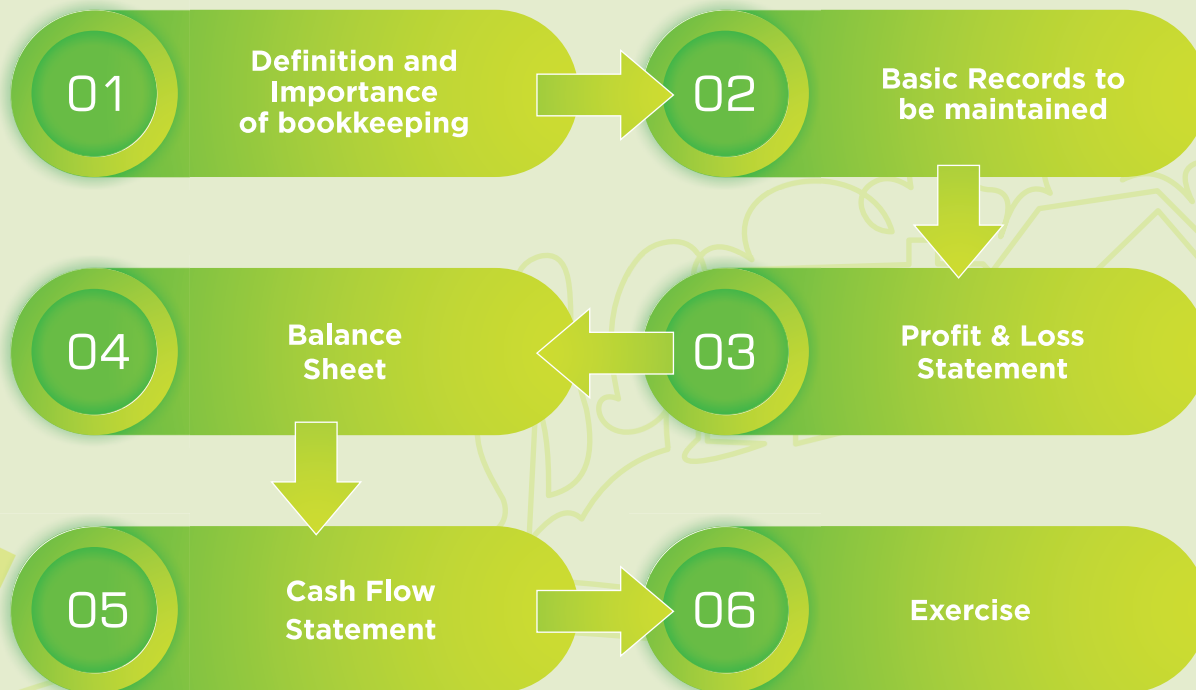 01
Definition and
Importance
of bookkeeping
02
Basic Records to
be maintained
03
Profit & Loss
Statement
04
Balance
Sheet
05
Cash Flow
Statement
06
Exercise